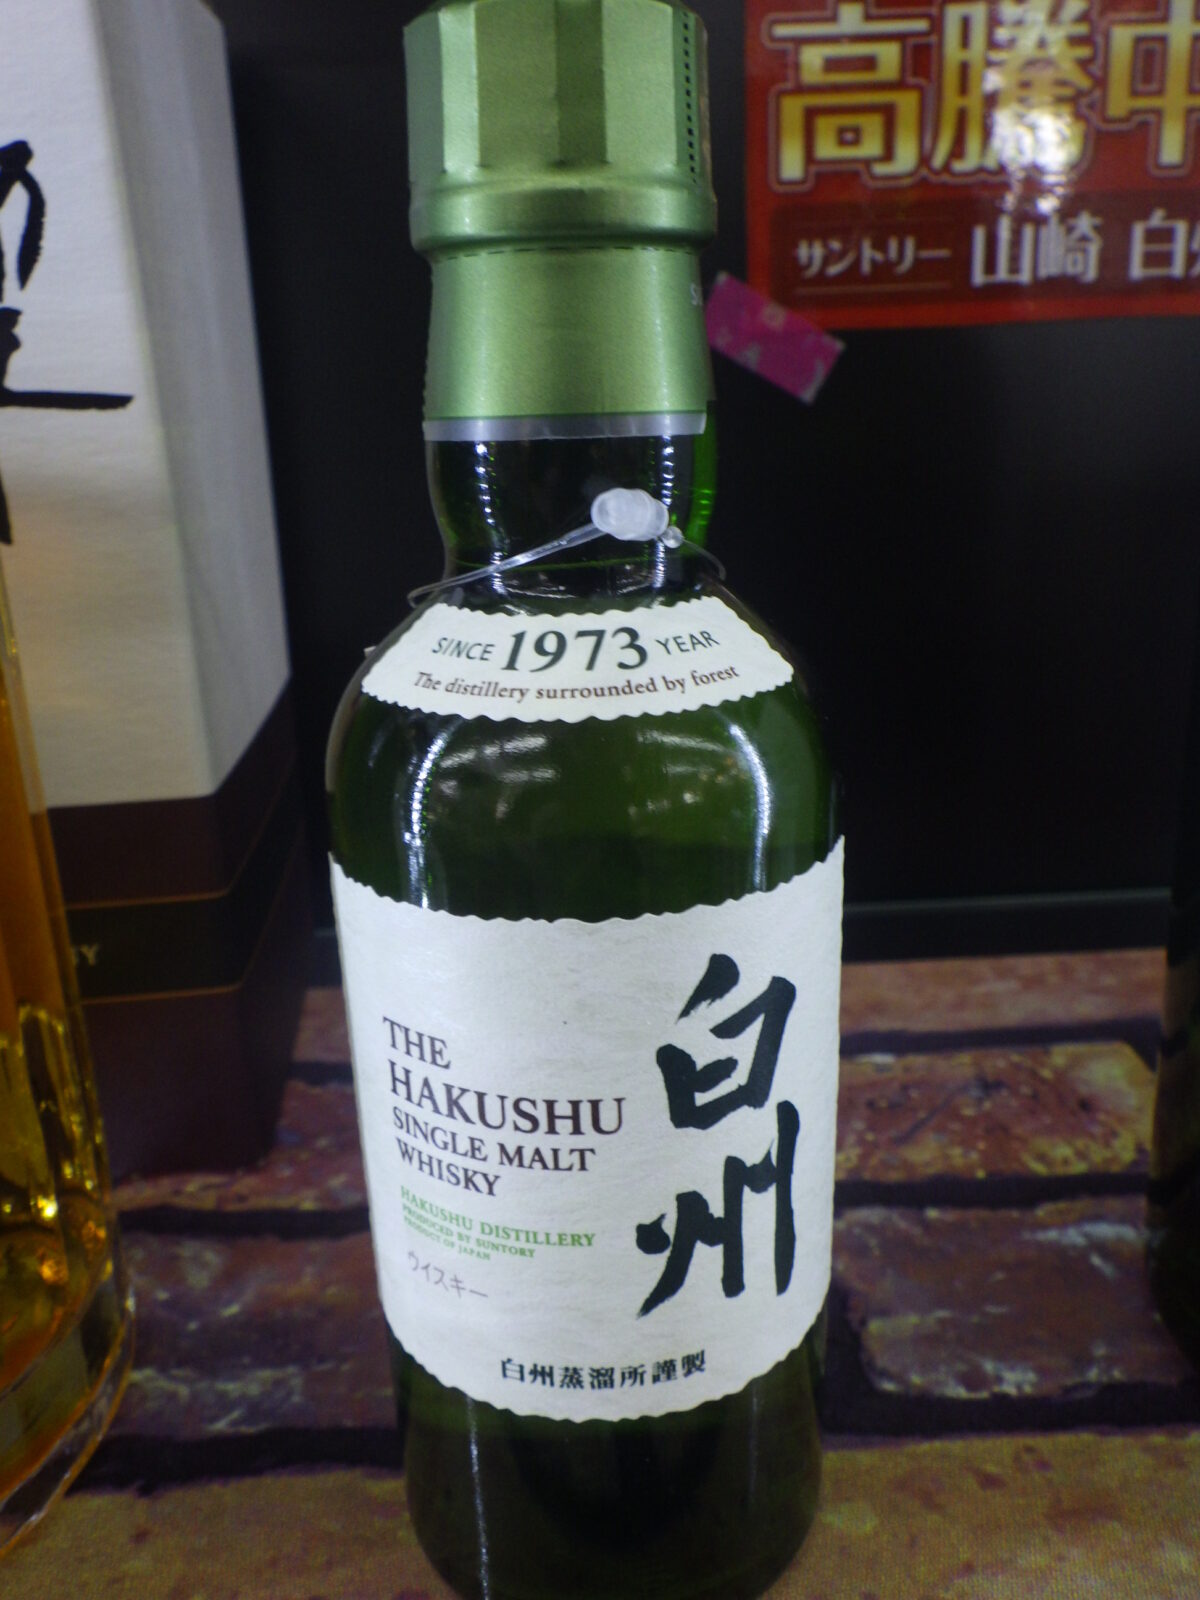 高騰中
サントリー 山崎 白
SINCE 1973 YEAR
The distillery surrounded by forest
THE
HAKUSHU
SINGLE MALT
WHISKY
白州
HAKUSHU DISTILLERY
PRODUCED BY SUNTORY
PRODUCT OF JAPAN
ウイスキー
白州蒸溜所謹製